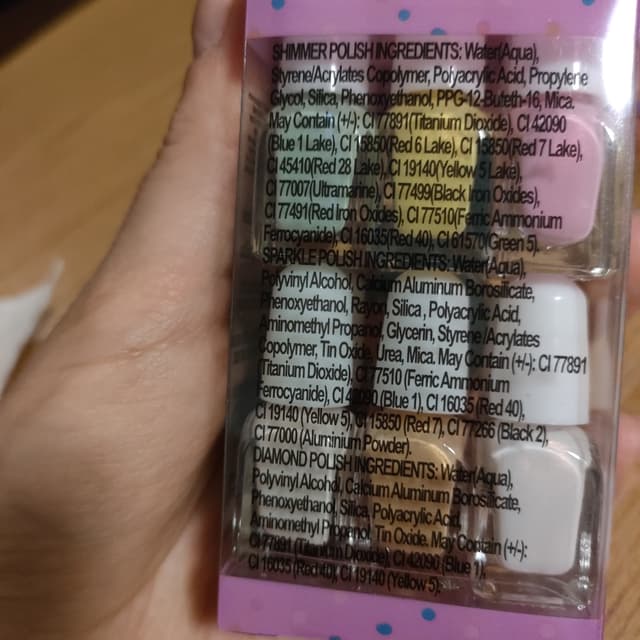 SHIMMER POLISH INGREDIENTS: Water(Aqua),
Styrene/Acrylates Copolymer, Polyacrylic Acid, Propylene
Glycol, Silica, Phenoxyethanol, PPG-12-Buteth-16, Mica.
May Contain (+/-): CI 77891(Titanium Dioxide), CI 42090
(Blue 1 Lake), CI 15850(Red 6 Lake), CI 15850(Red 7 Lake),
CI 45410(Red 28 Lake), CI 19140(Yellow 5 Lake),
CI 77007(Ultramarine), CI 77499(Black Iron Oxides),
CI 77491(Red Iron Oxides), CI 77510(Ferric Ammonium
Ferrocyanide), CI 16035(Red 40), CI 61570(Green 5).
SPARKLE POLISH INGREDIENTS: Water(Aqua),
Polyvinyl Alcohol, Calcium Aluminum Borosilicate,
Phenoxyethanol, Rayon, Silica , Polyacrylic Acid,
Aminomethyl Propanol, Glycerin, Styrene /Acrylates
Copolymer, Tin Oxide, Urea, Mica. May Contain (+/-): CI 77891
(Titanium Dioxide), CI 77510 (Ferric Ammonium
Ferrocyanide), CI 42090 (Blue 1), CI 16035 (Red 40),
CI 19140 (Yellow 5), CI 15850 (Red 7), CI 77266 (Black 2),
CI 77000 (Aluminium Powder).
DIAMOND POLISH INGREDIENTS: Water(Aqua),
Polyvinyl Alcohol, Calcium Aluminum Borosilicate,
Phenoxyethanol, Silica, Polyacrylic Acid,
Aminomethyl Propanol, Tin Oxide. May Contain (+/-):
CI 77891 (Titanium Dioxide), CI 42090 (Blue 1),
CI 16035 (Red 40), CI 19140 (Yellow 5).